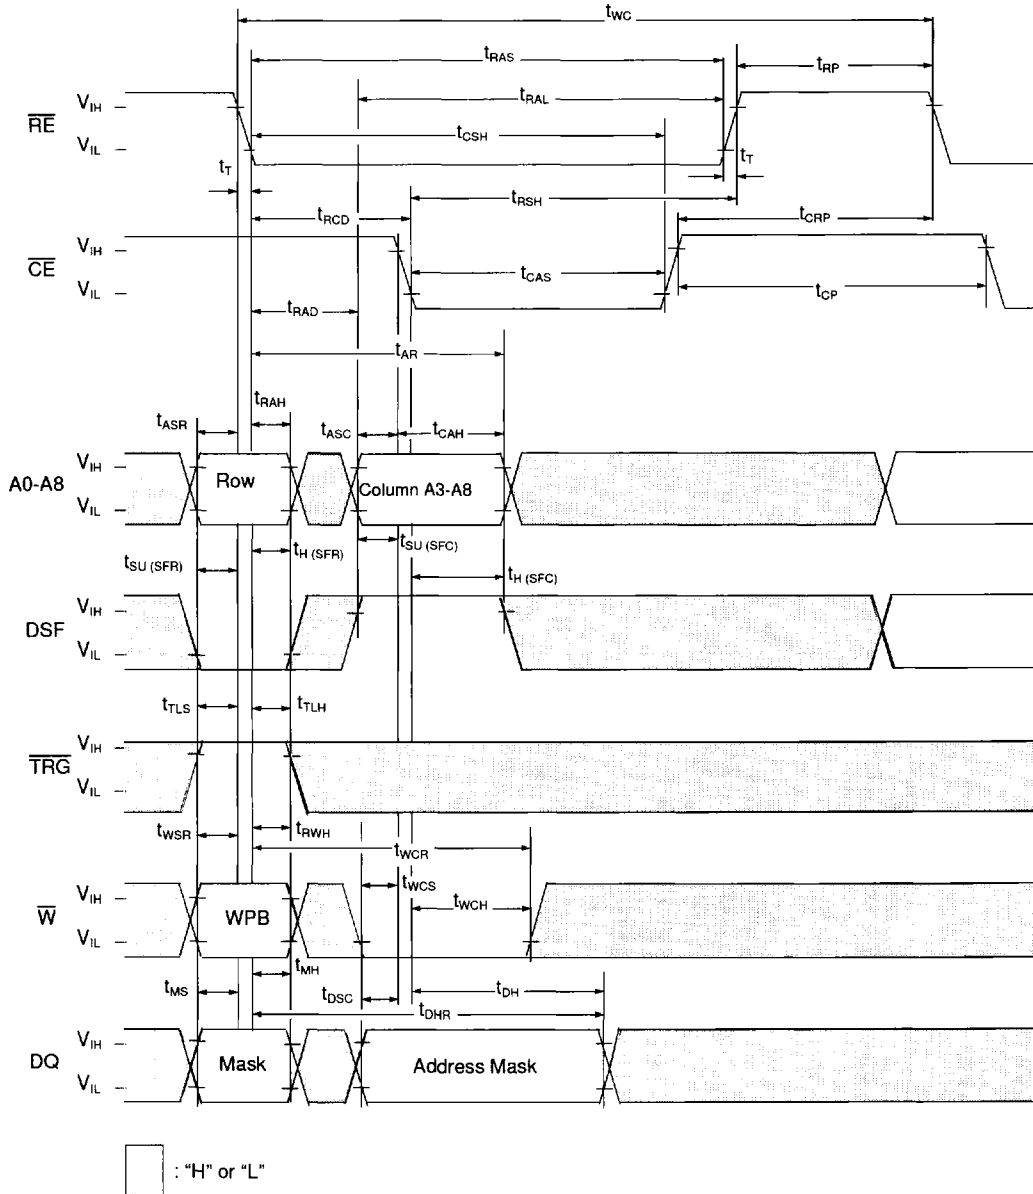 tWC
tRAS
tRP
tRAL
RE
VIH
VIL
tCSH
tT
tT
tRSH
tRCD
tCRP
CE
VIH
VIL
tCAS
tCP
tRAD
tAR
tRAH
tASR
tASC
tCAH
A0-A8
VIH
VIL
Row
Column A3-A8
tSU (SFR)
tH (SFR)
tSU (SFC)
tH (SFC)
DSF
VIH
VIL
tTLS
tTLH
TRG
VIH
VIL
tWSR
tRWH
tWCR
tWCS
tWCH
W
VIH
VIL
WPB
tMS
tMH
tDSC
tDH
tDHR
DQ
VIH
VIL
Mask
Address Mask
: "H" or "L"